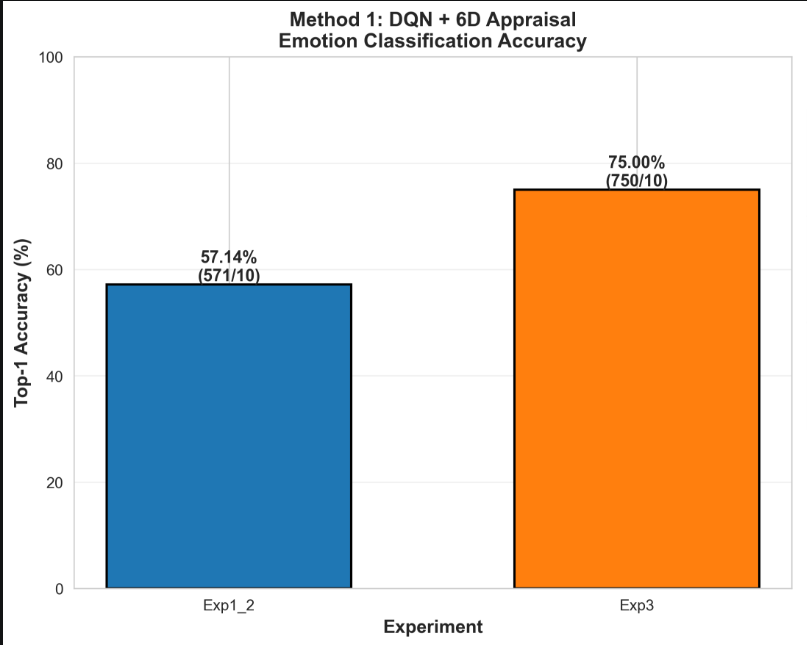 Method 1: DQN + 6D Appraisal
Emotion Classification Accuracy
100
80
60
40
20
0
Top-1 Accuracy (%)
57.14%
(571/10)
75.00%
(750/10)
Exp1_2
Exp3
Experiment